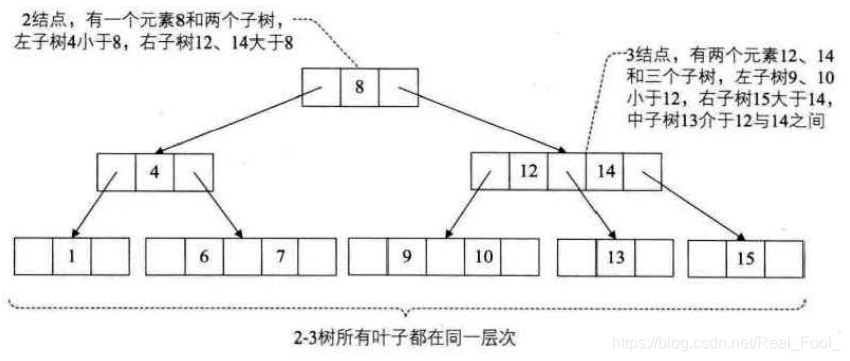 2结点，有一个元素8和两个子树，
左子树4小于8，右子树12、14大于8
3结点，有两个元素12、14
和三个子树，左子树9、10
小于12，右子树15大于14，
中子树13介于12与14之间
8
4
12 14
1
6 7
9 10
13
15
2-3树所有叶子都在同一层次
https://blog.csdn.net/Real_Fool_